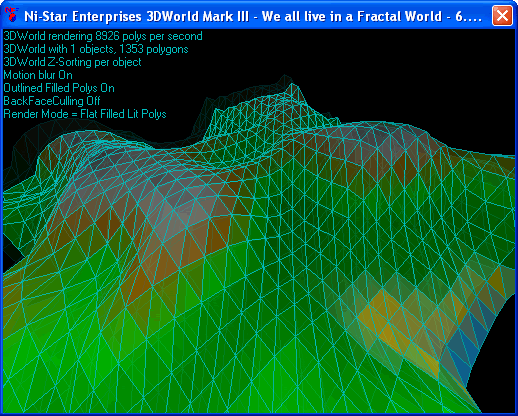 Ni-Star Enterprises 3DWorld Mark III - We all live in a Fractal World - 6....
3DWorld rendering 8926 polys per second
3DWorld with 1 objects, 1353 polygons
3DWorld Z-Sorting per object
Motion blur On
Outlined Filled Polys On
BackFaceCulling Off
Render Mode = Flat Filled Lit Polys